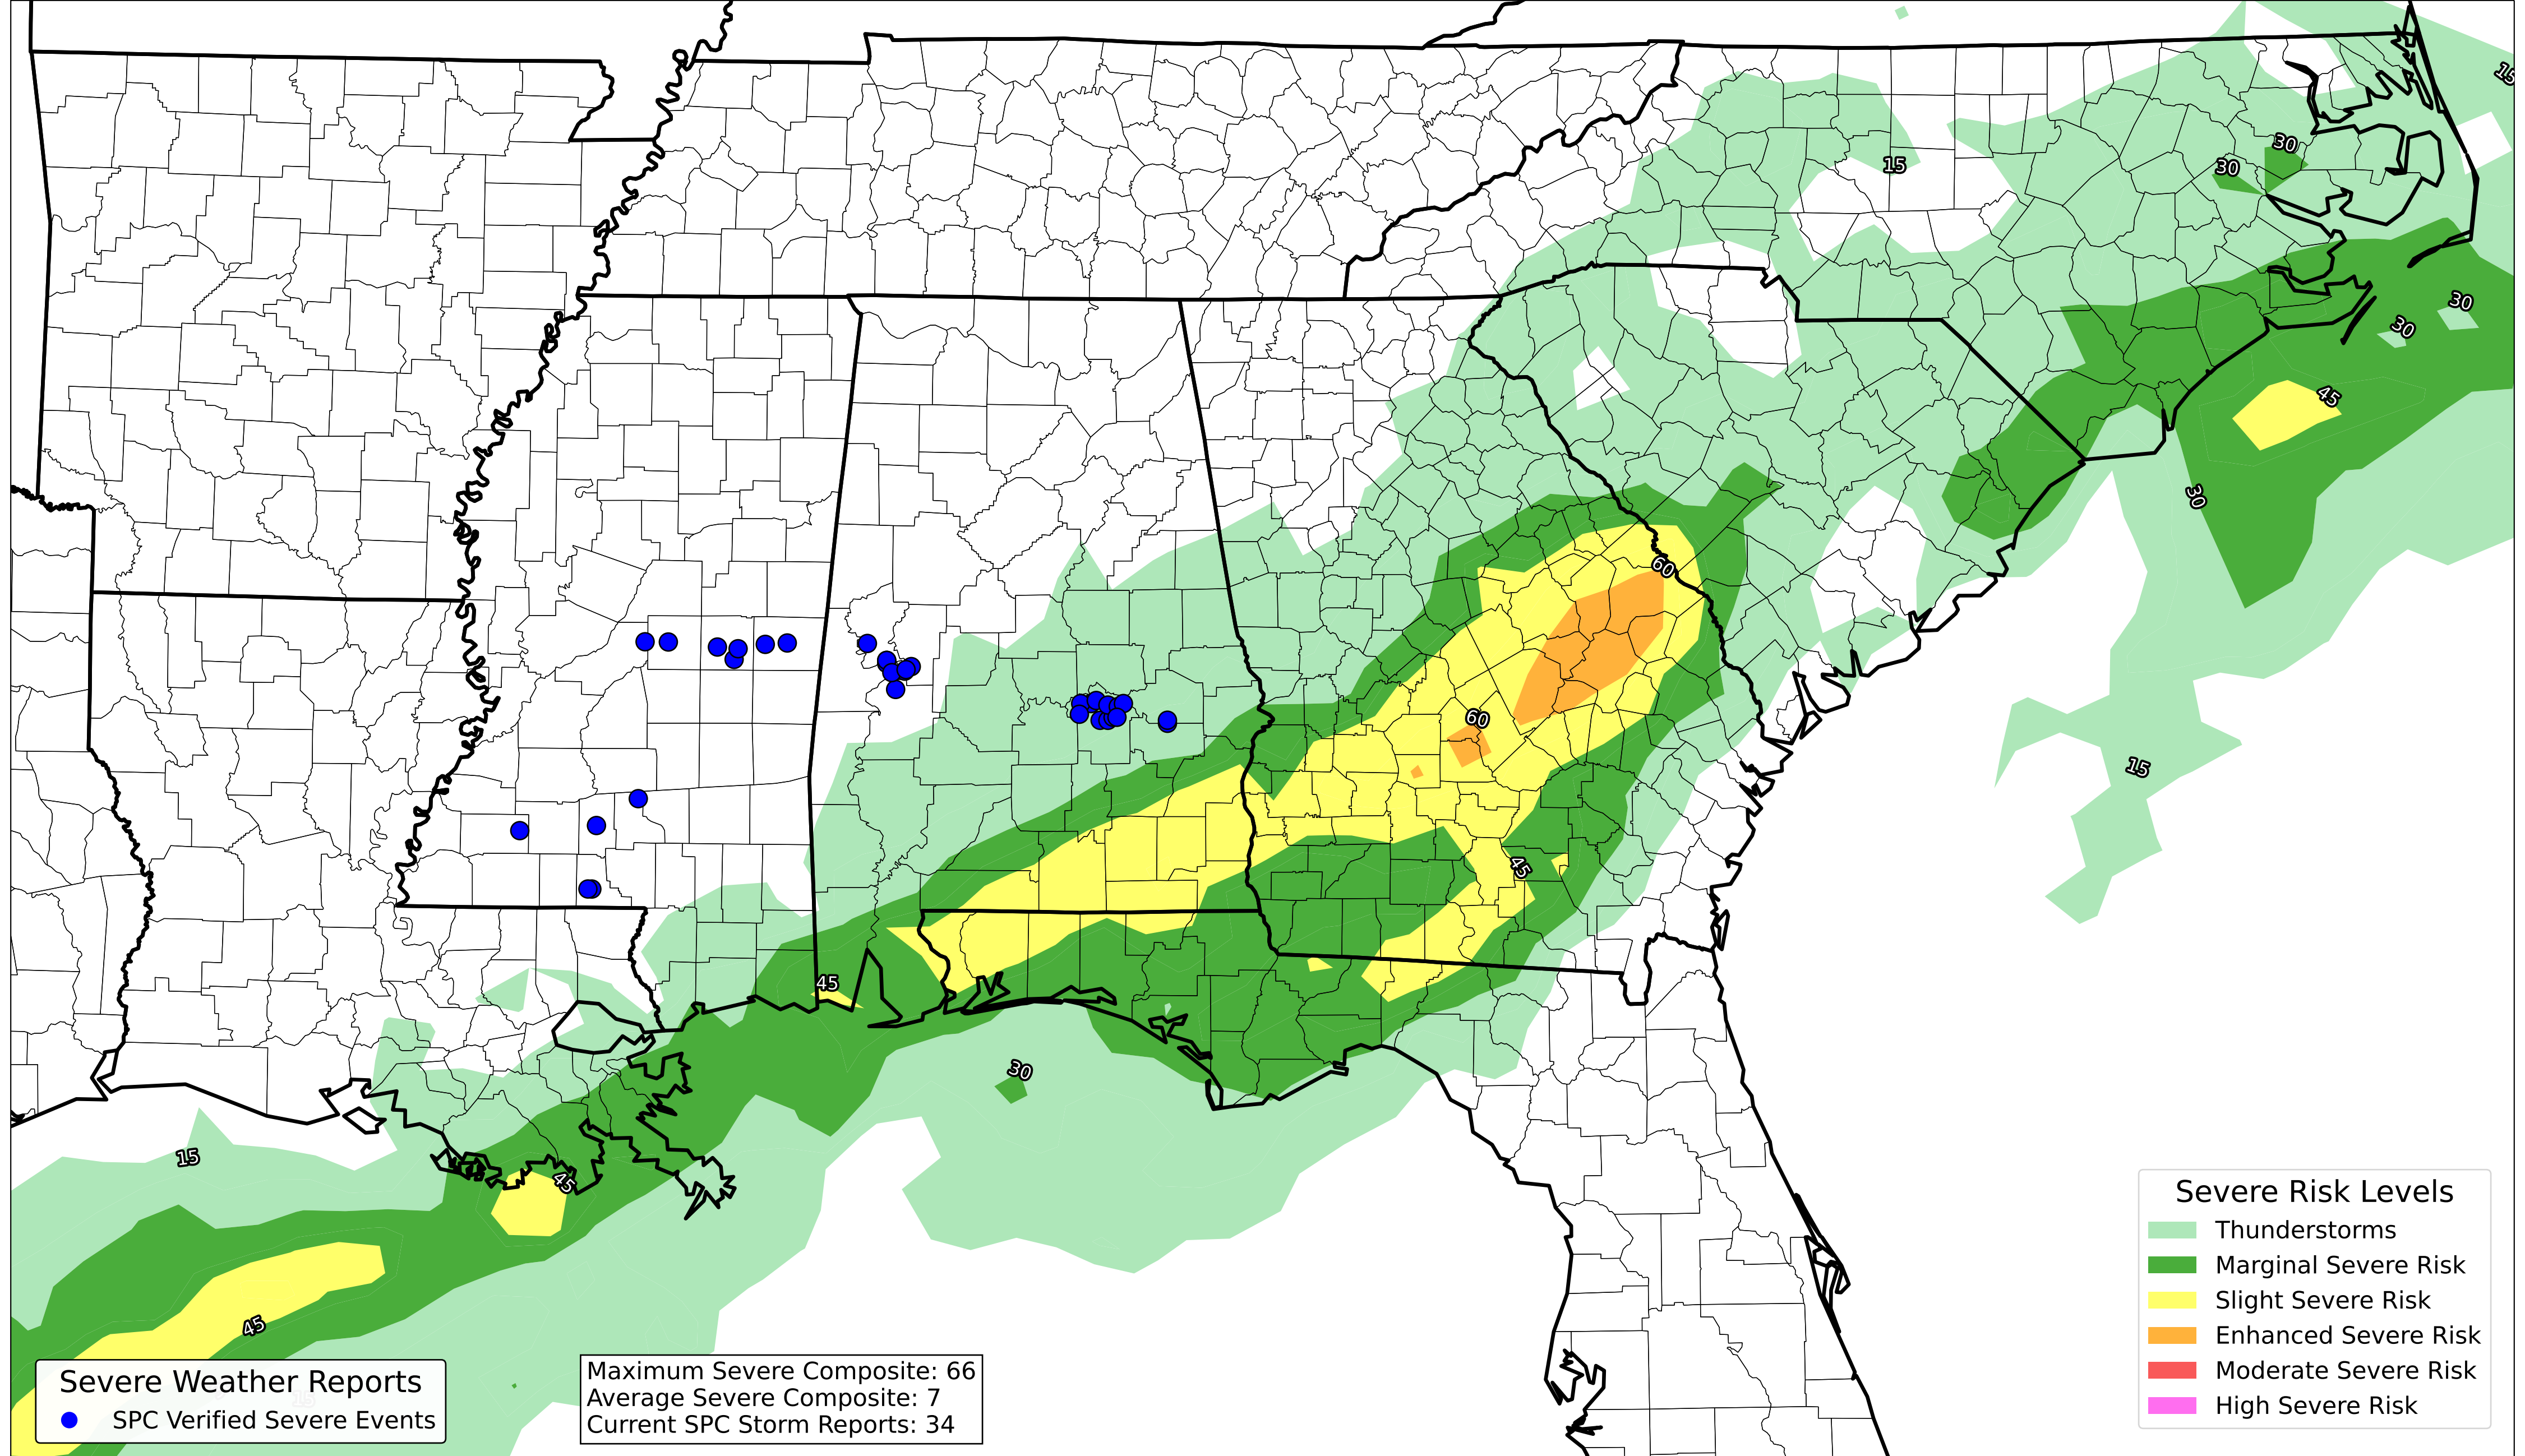 15
15
30
30
30
30
45
30
60
60
15
45
45
30
15
45
45
15
Severe Weather Reports
SPC Verified Severe Events
Maximum Severe Composite: 66
Average Severe Composite: 7
Current SPC Storm Reports: 34
Severe Risk Levels
Thunderstorms
Marginal Severe Risk
Slight Severe Risk
Enhanced Severe Risk
Moderate Severe Risk
High Severe Risk